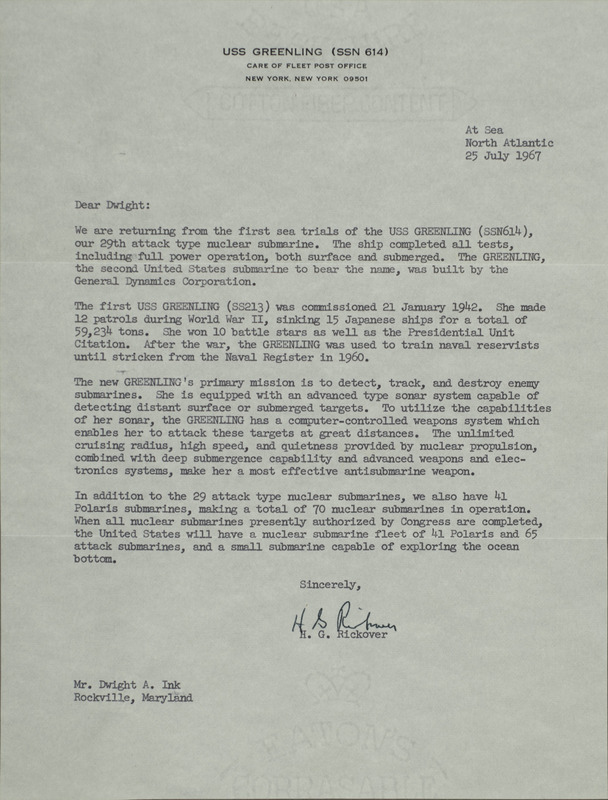 USS GREENLING (SSN 614)
CARE OF FLEET POST OFFICE
NEW YORK, NEW YORK 09501
At Sea
North Atlantic
25 July 1967
Dear Dwight:
We are returning from the first sea trials of the USS GREENLING (SSN614),
our 29th attack type nuclear submarine. The ship completed all tests,
including full power operation, both surface and submerged. The GREENLING,
the second United States submarine to bear the name, was built by the
General Dynamics Corporation.
The first USS GREENLING (SS213) was commissioned 21 January 1942. She made
12 patrols during World War II, sinking 15 Japanese ships for a total of
59,234 tons. She won 10 battle stars as well as the Presidential Unit
Citation. After the war, the GREENLING was used to train naval reservists
until stricken from the Naval Register in 1960.
The new GREENLING's primary mission is to detect, track, and destroy enemy
submarines. She is equipped with an advanced type sonar system capable of
detecting distant surface or submerged targets. To utilize the capabilities
of her sonar, the GREENLING has a computer-controlled weapons system which
enables her to attack these targets at great distances. The unlimited
cruising radius, high speed, and quietness provided by nuclear propulsion,
combined with deep submergence capability and advanced weapons and elec-
tronics systems, make her a most effective antisubmarine weapon.
In addition to the 29 attack type nuclear submarines, we also have 41
Polaris submarines, making a total of 70 nuclear submarines in operation.
When all nuclear submarines presently authorized by Congress are completed,
the United States will have a nuclear submarine fleet of 41 Polaris and 65
attack submarines, and a small submarine capable of exploring the ocean
bottom.
Sincerely,
H G Rickover
H. G. Rickover
Mr. Dwight A. Ink
Rockville, Maryland